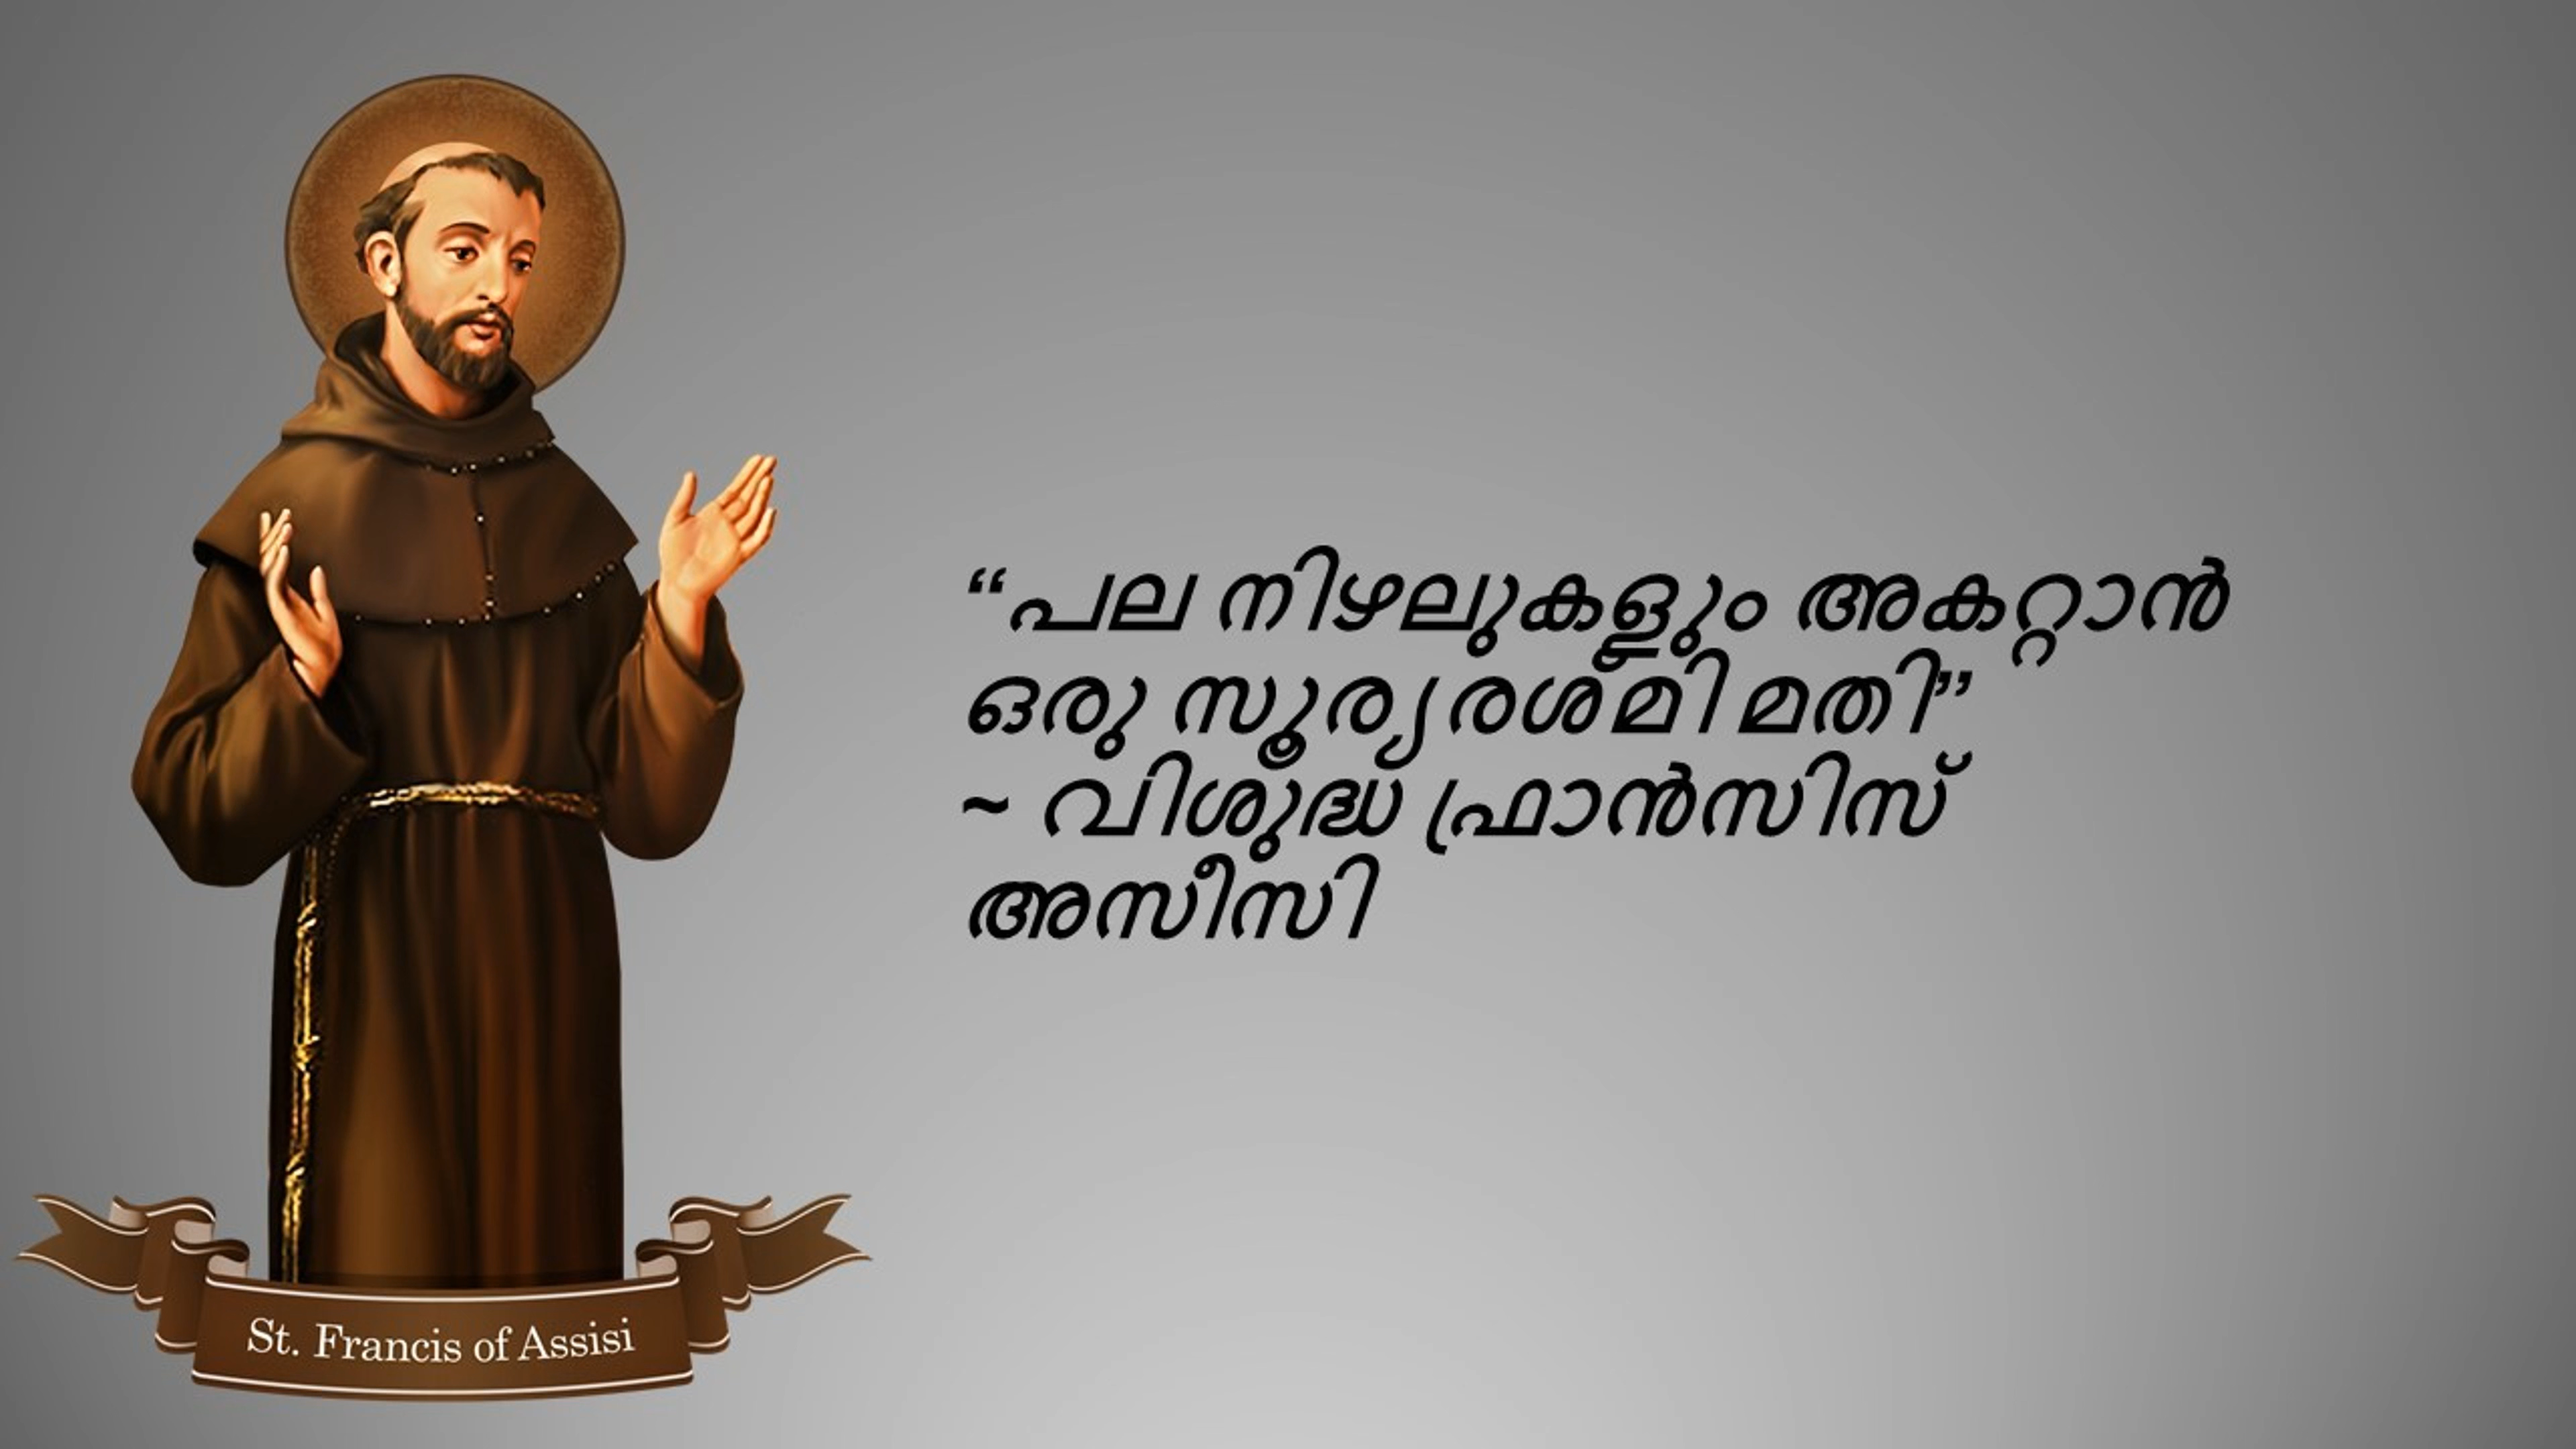 “പല നിഴലുകളും അകറ്റാൻ
ഒരു സൂര്യരശ്മി മതി”
~ വിശുദ്ധ ഫ്രാൻസിസ്
അസീസി
St. Francis of Assisi